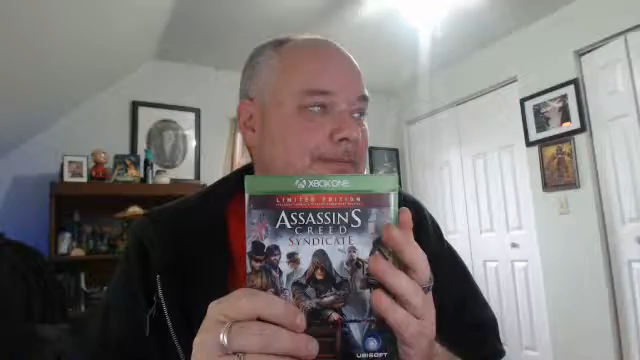 XBOX ONE
LIMITED EDITION
ASSASSIN'S
CREED
SYNDICATE
UBISOFT